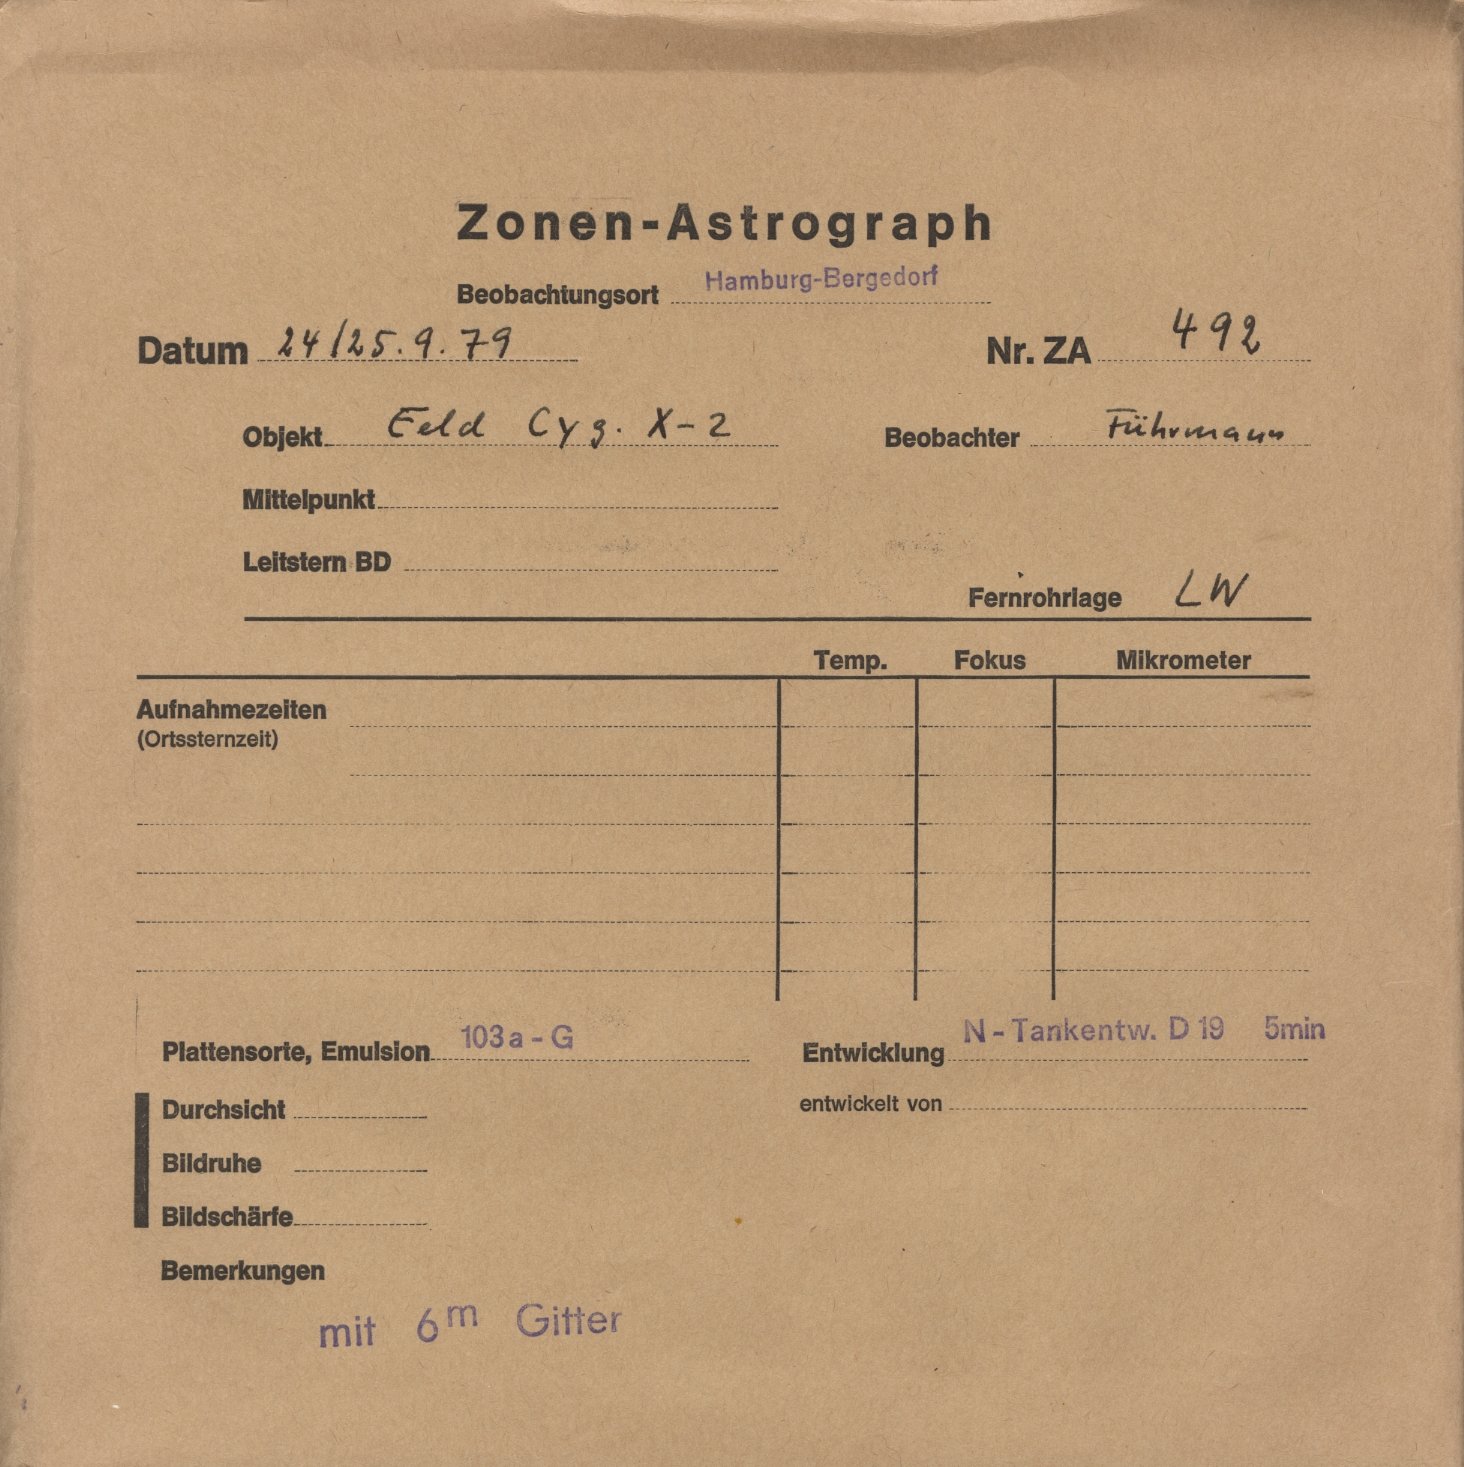 Zonen-Astrograph
Beobachtungsort Hamburg-Bergedorf
Datum 24/25.9.79 Nr. ZA 492
Objekt Feld Cyg. X-2 Beobachter Führmann
Mittelpunkt
Leitstern BD
Fernrohrlage LW
Temp. Fokus Mikrometer
Aufnahmezeiten
(Ortssternzeit)
Plattensorte, Emulsion 103a-G Entwicklung N-Tankentw. D 19 5min
Durchsicht entwickelt von
Bildruhe
Bildschärfe
Bemerkungen
mit 6m Gitter